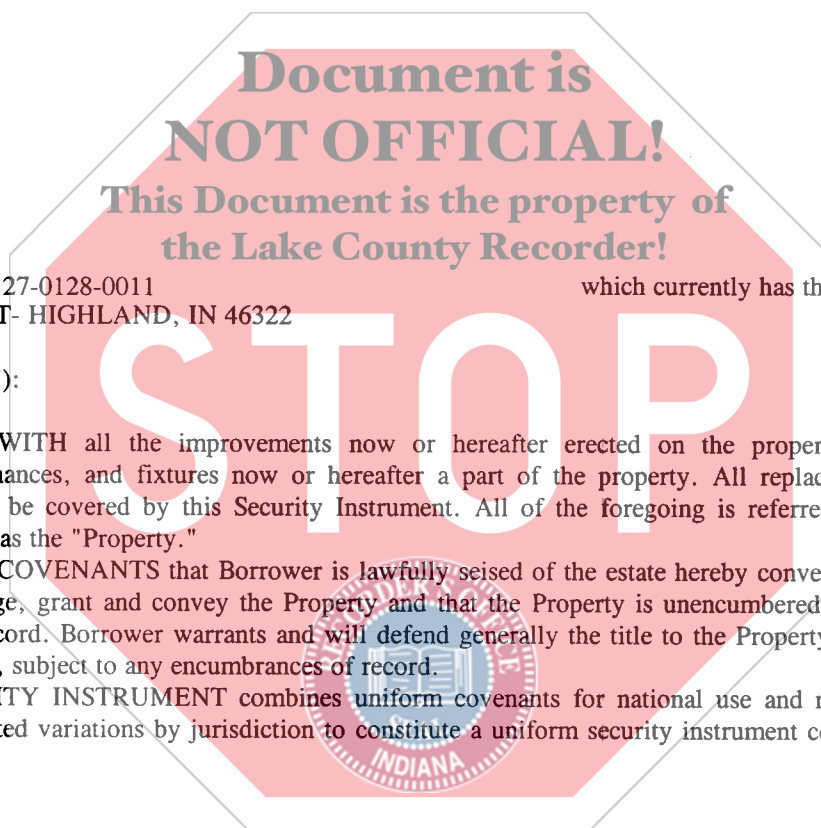 Document is
NOT OFFICIAL!
This Document is the property of
the Lake County Recorder!
27-0128-0011 which currently has th
T- HIGHLAND, IN 46322
):
STOP
WITH all the improvements now or hereafter erected on the proper
ances, and fixtures now or hereafter a part of the property. All replac
be covered by this Security Instrument. All of the foregoing is referre
as the "Property."
COVENANTS that Borrower is lawfully seised of the estate hereby conve
ge, grant and convey the Property and that the Property is unencumbered
cord. Borrower warrants and will defend generally the title to the Property
, subject to any encumbrances of record.
ITY INSTRUMENT combines uniform covenants for national use and n
ted variations by jurisdiction to constitute a uniform security instrument co
RECORDER'S OFFICE
SEAL
INDIANA